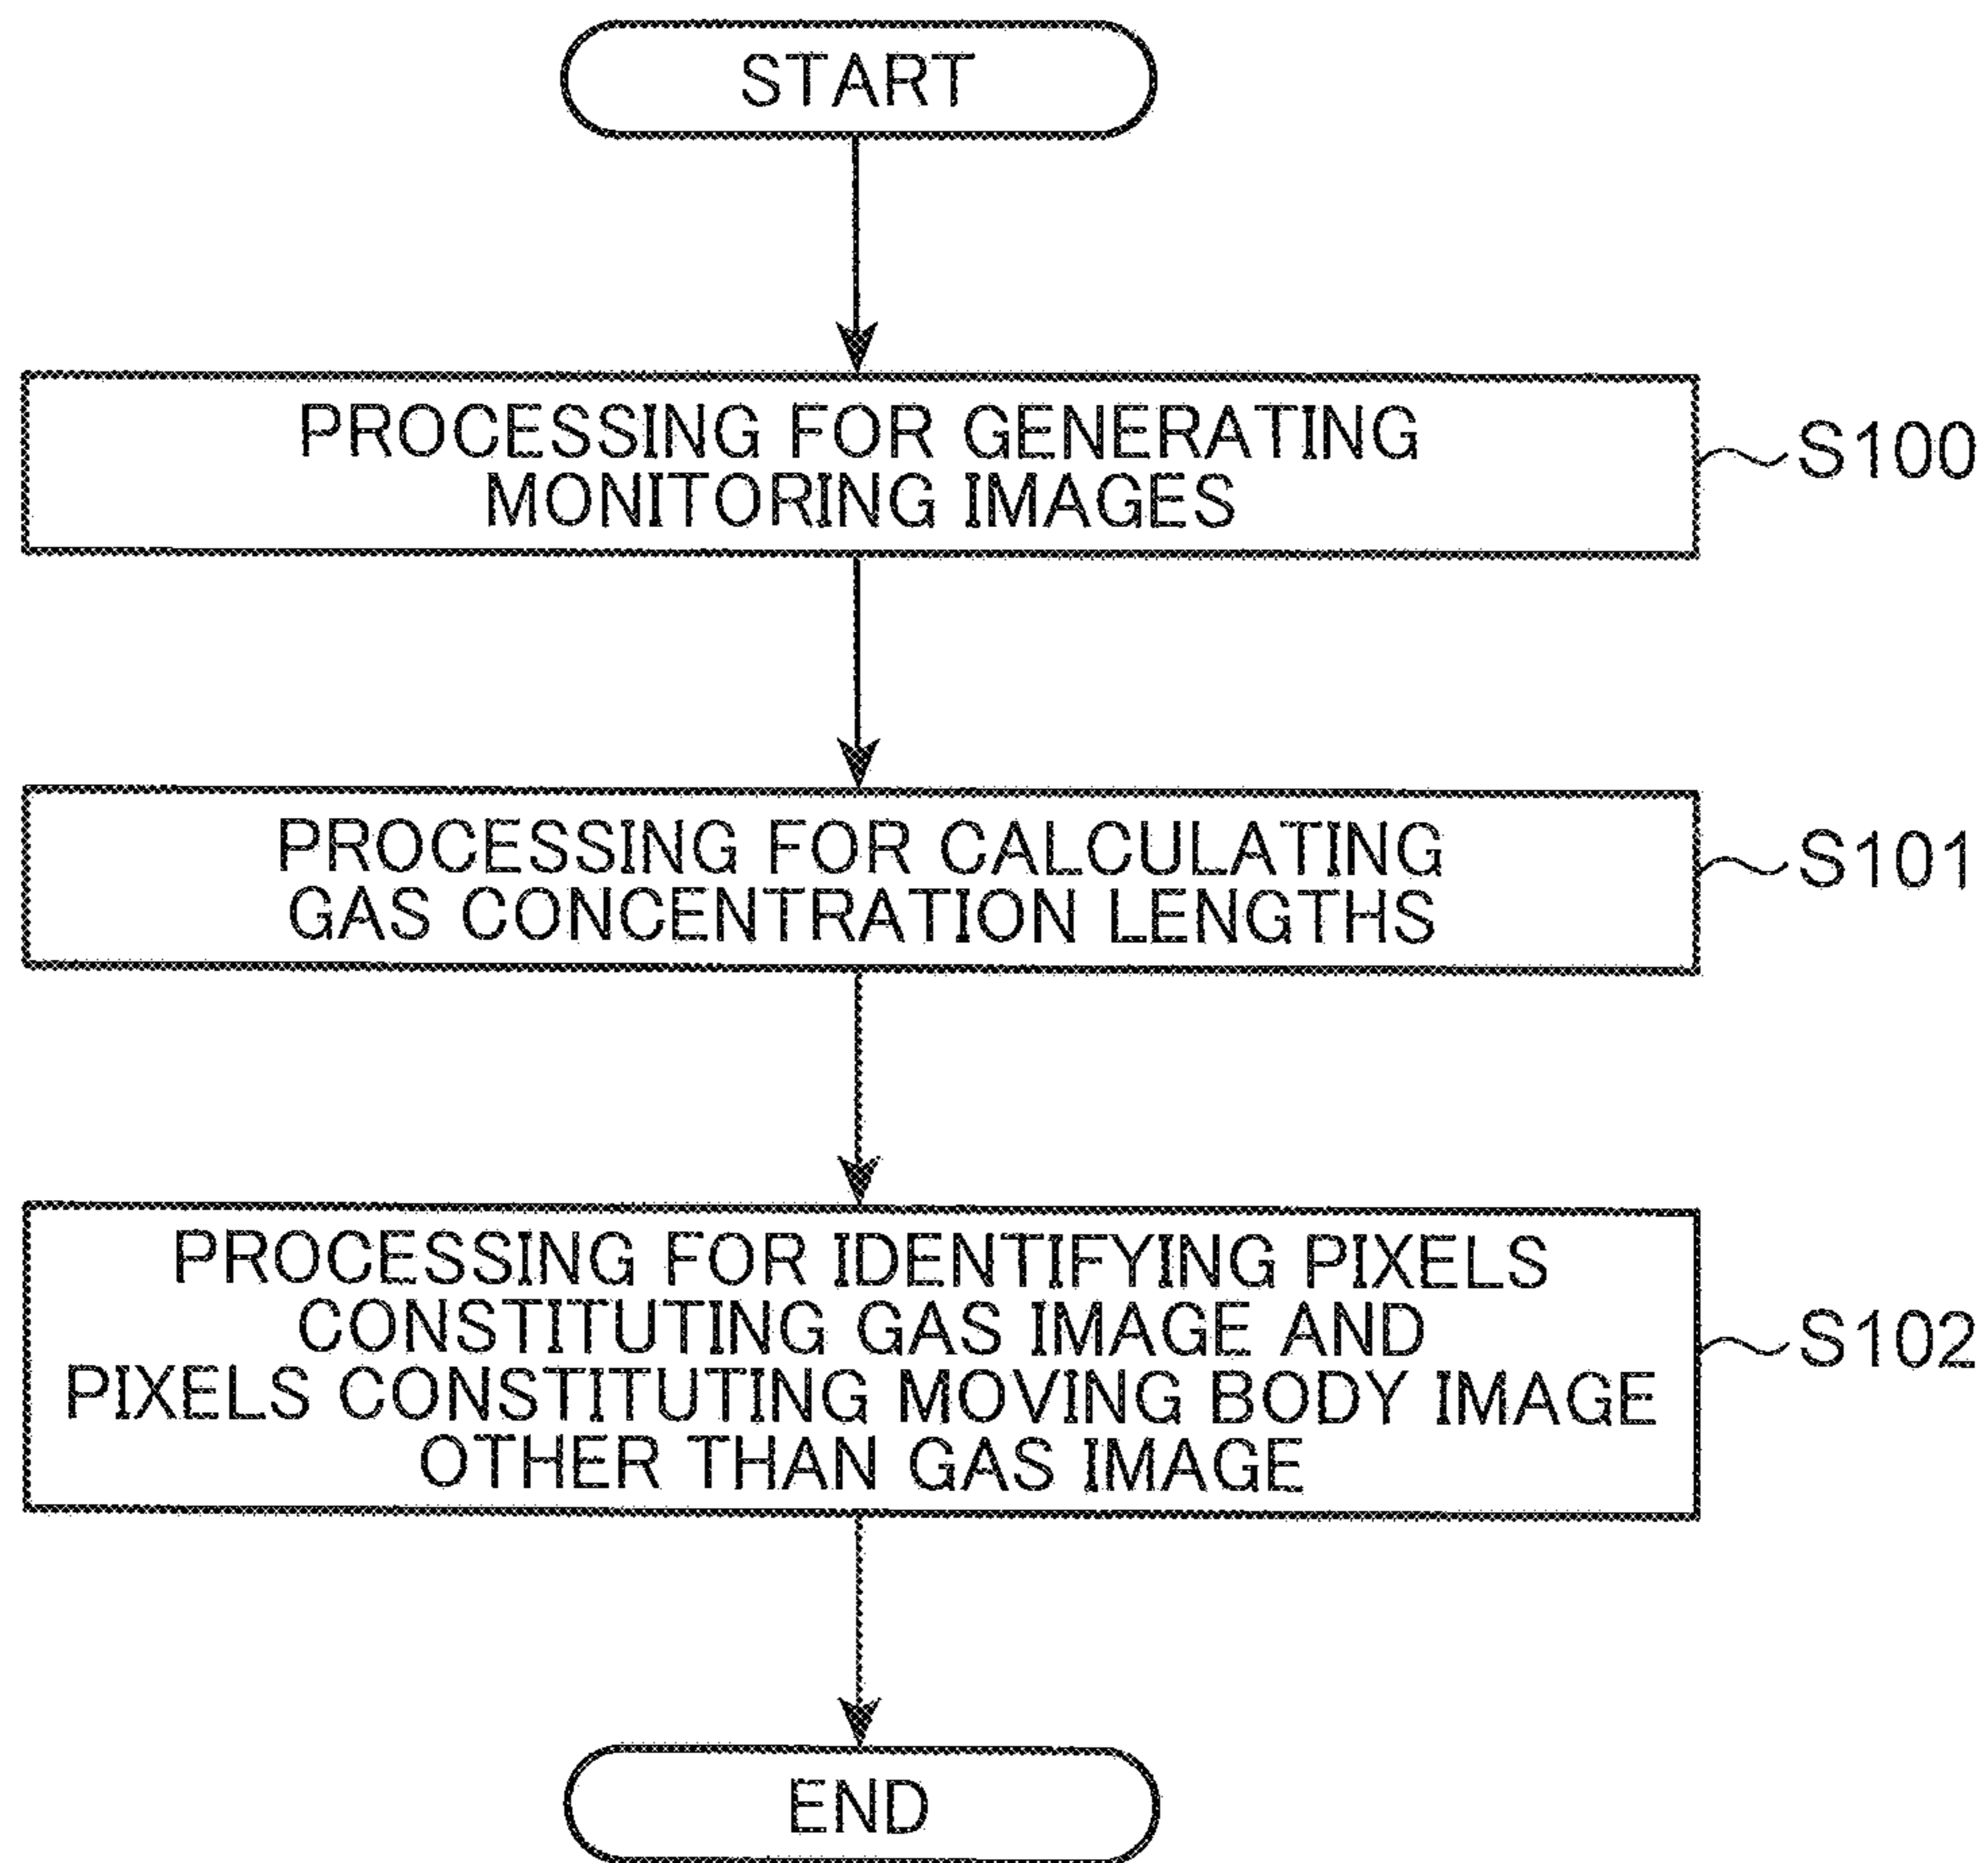 START
PROCESSING FOR GENERATING
MONITORING IMAGES
S100
PROCESSING FOR CALCULATING
GAS CONCENTRATION LENGTHS
S101
PROCESSING FOR IDENTIFYING PIXELS
CONSTITUTING GAS IMAGE AND
PIXELS CONSTITUTING MOVING BODY IMAGE
OTHER THAN GAS IMAGE
S102
END